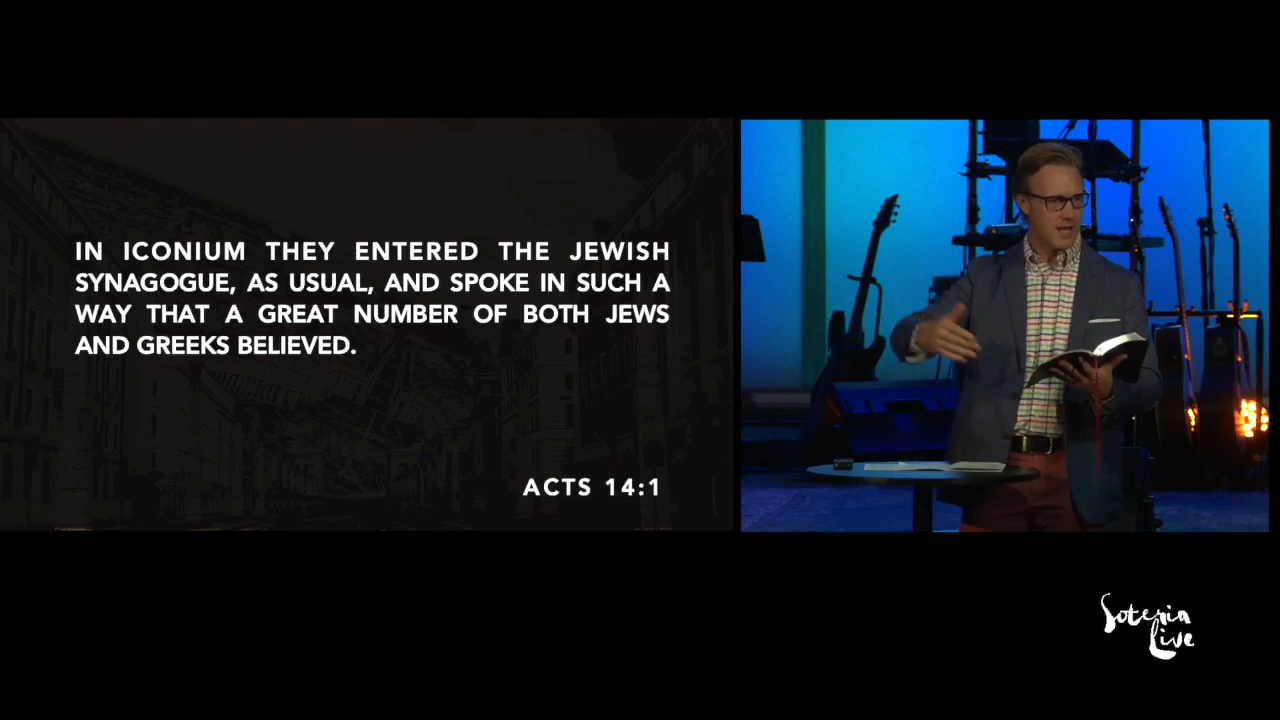 IN ICONIUM THEY ENTERED THE JEWISH
SYNAGOGUE, AS USUAL, AND SPOKE IN SUCH A
WAY THAT A GREAT NUMBER OF BOTH JEWS
AND GREEKS BELIEVED.
ACTS 14:1
Soteria
Live